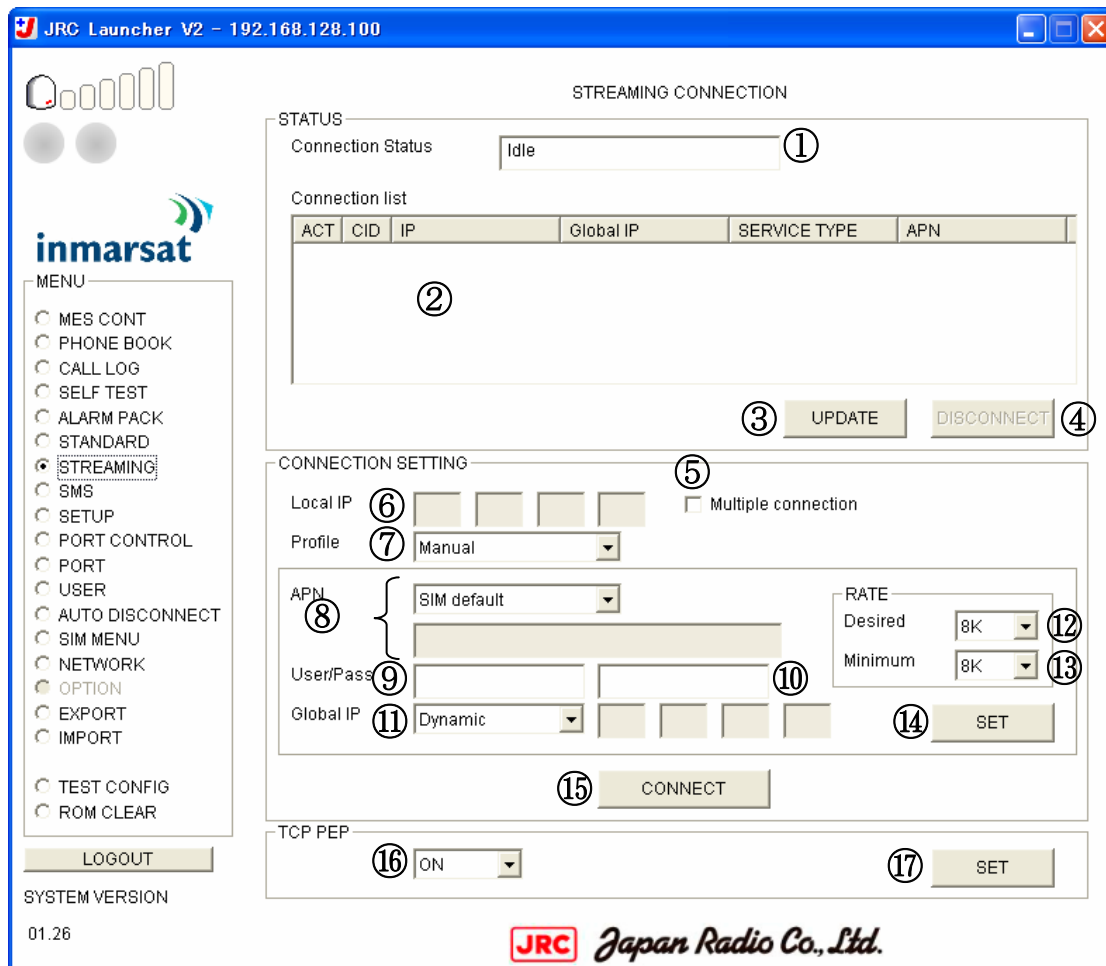 JRC Launcher V2 - 192.168.128.100
inmarsat
MENU
MES CONT
PHONE BOOK
CALL LOG
SELF TEST
ALARM PACK
STANDARD
STREAMING
SMS
SETUP
PORT CONTROL
PORT
USER
AUTO DISCONNECT
SIM MENU
NETWORK
OPTION
EXPORT
IMPORT
TEST CONFIG
ROM CLEAR
LOGOUT
SYSTEM VERSION
01.26
STREAMING CONNECTION
STATUS
Connection Status Idle ①
Connection list
ACT CID IP Global IP SERVICE TYPE APN
②
③ UPDATE DISCONNECT ④
CONNECTION SETTING
⑤
Local IP ⑥ Multiple connection
Profile ⑦ Manual
APN ⑧ SIM default
RATE
Desired 8K ⑫
Minimum 8K ⑬
User/Pass ⑨ ⑩
Global IP ⑪ Dynamic ⑭ SET
⑮ CONNECT
TCP PEP
⑯ ON ⑰ SET
JRC Japan Radio Co., Ltd.